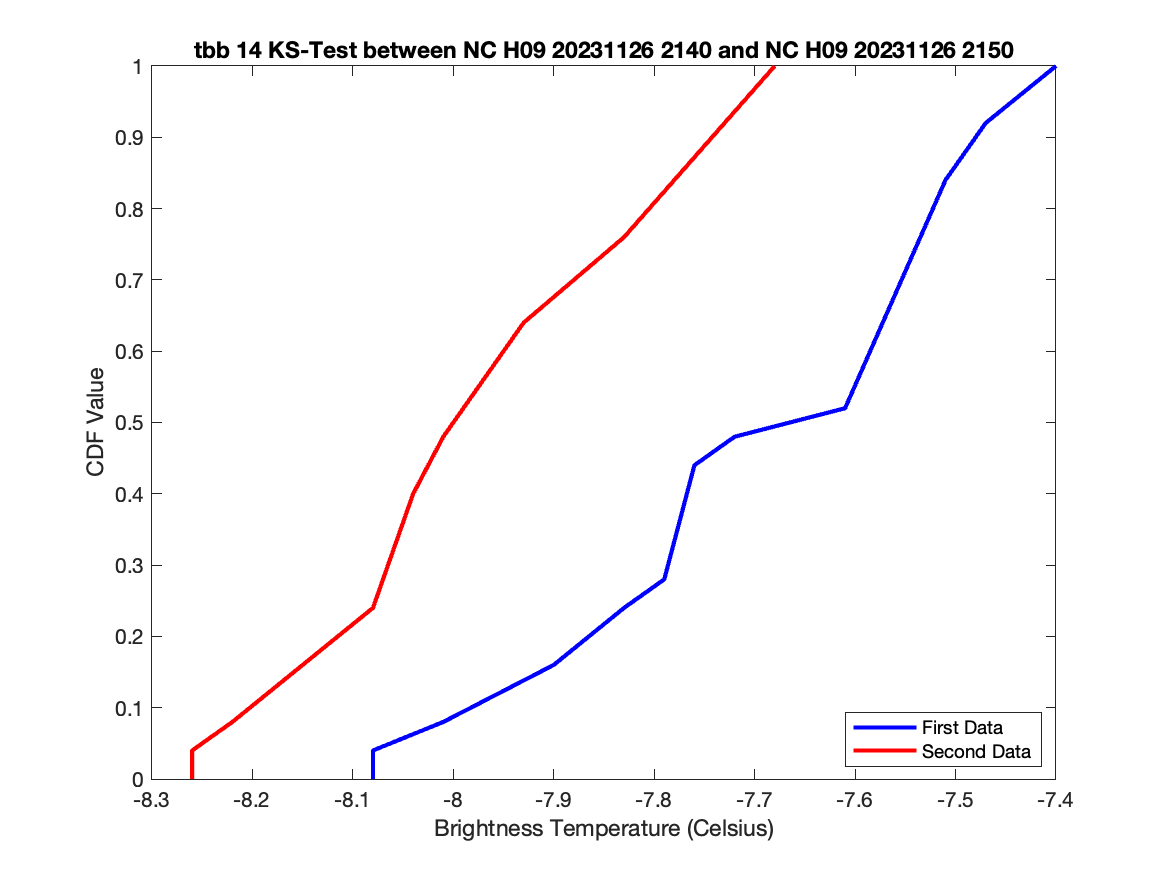 tbb 14 KS-Test between NC H09 20231126 2140 and NC H09 20231126 2150
1
0.9
0.8
0.7
0.6
0.5
0.4
0.3
0.2
0.1
0
CDF Value
First Data
Second Data
-8.3 -8.2 -8.1 -8 -7.9 -7.8 -7.7 -7.6 -7.5 -7.4
Brightness Temperature (Celsius)